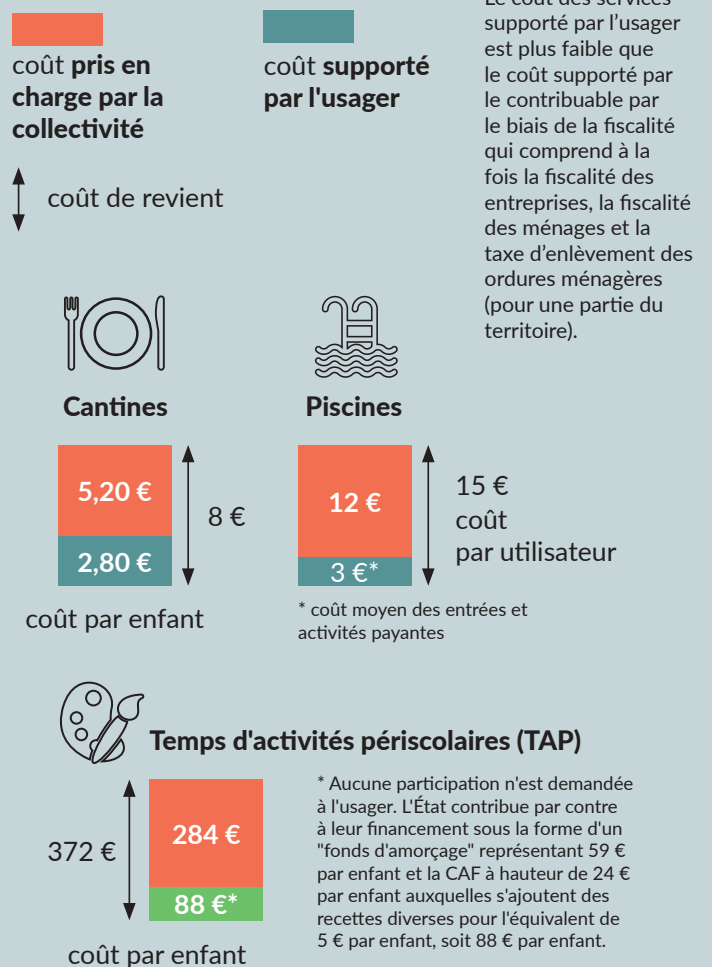 coût pris en
charge par la
collectivité
coût supporté
par l'usager
coût de revient
Le coût des services
supporté par l’usager
est plus faible que
le coût supporté par
le contribuable par
le biais de la fiscalité
qui comprend à la
fois la fiscalité des
entreprises, la fiscalité
des ménages et la
taxe d’enlèvement des
ordures ménagères
(pour une partie du
territoire).
Cantines
5,20 €
2,80 €
8 €
coût par enfant
Piscines
12 €
3 €*
15 €
coût
par utilisateur
* coût moyen des entrées et
activités payantes
Temps d'activités périscolaires (TAP)
372 €
284 €
88 €*
coût par enfant
* Aucune participation n'est demandée
à l'usager. L'État contribue par contre
à leur financement sous la forme d'un
"fonds d'amorçage" représentant 59 €
par enfant et la CAF à hauteur de 24 €
par enfant auxquelles s'ajoutent des
recettes diverses pour l'équivalent de
5 € par enfant, soit 88 € par enfant.